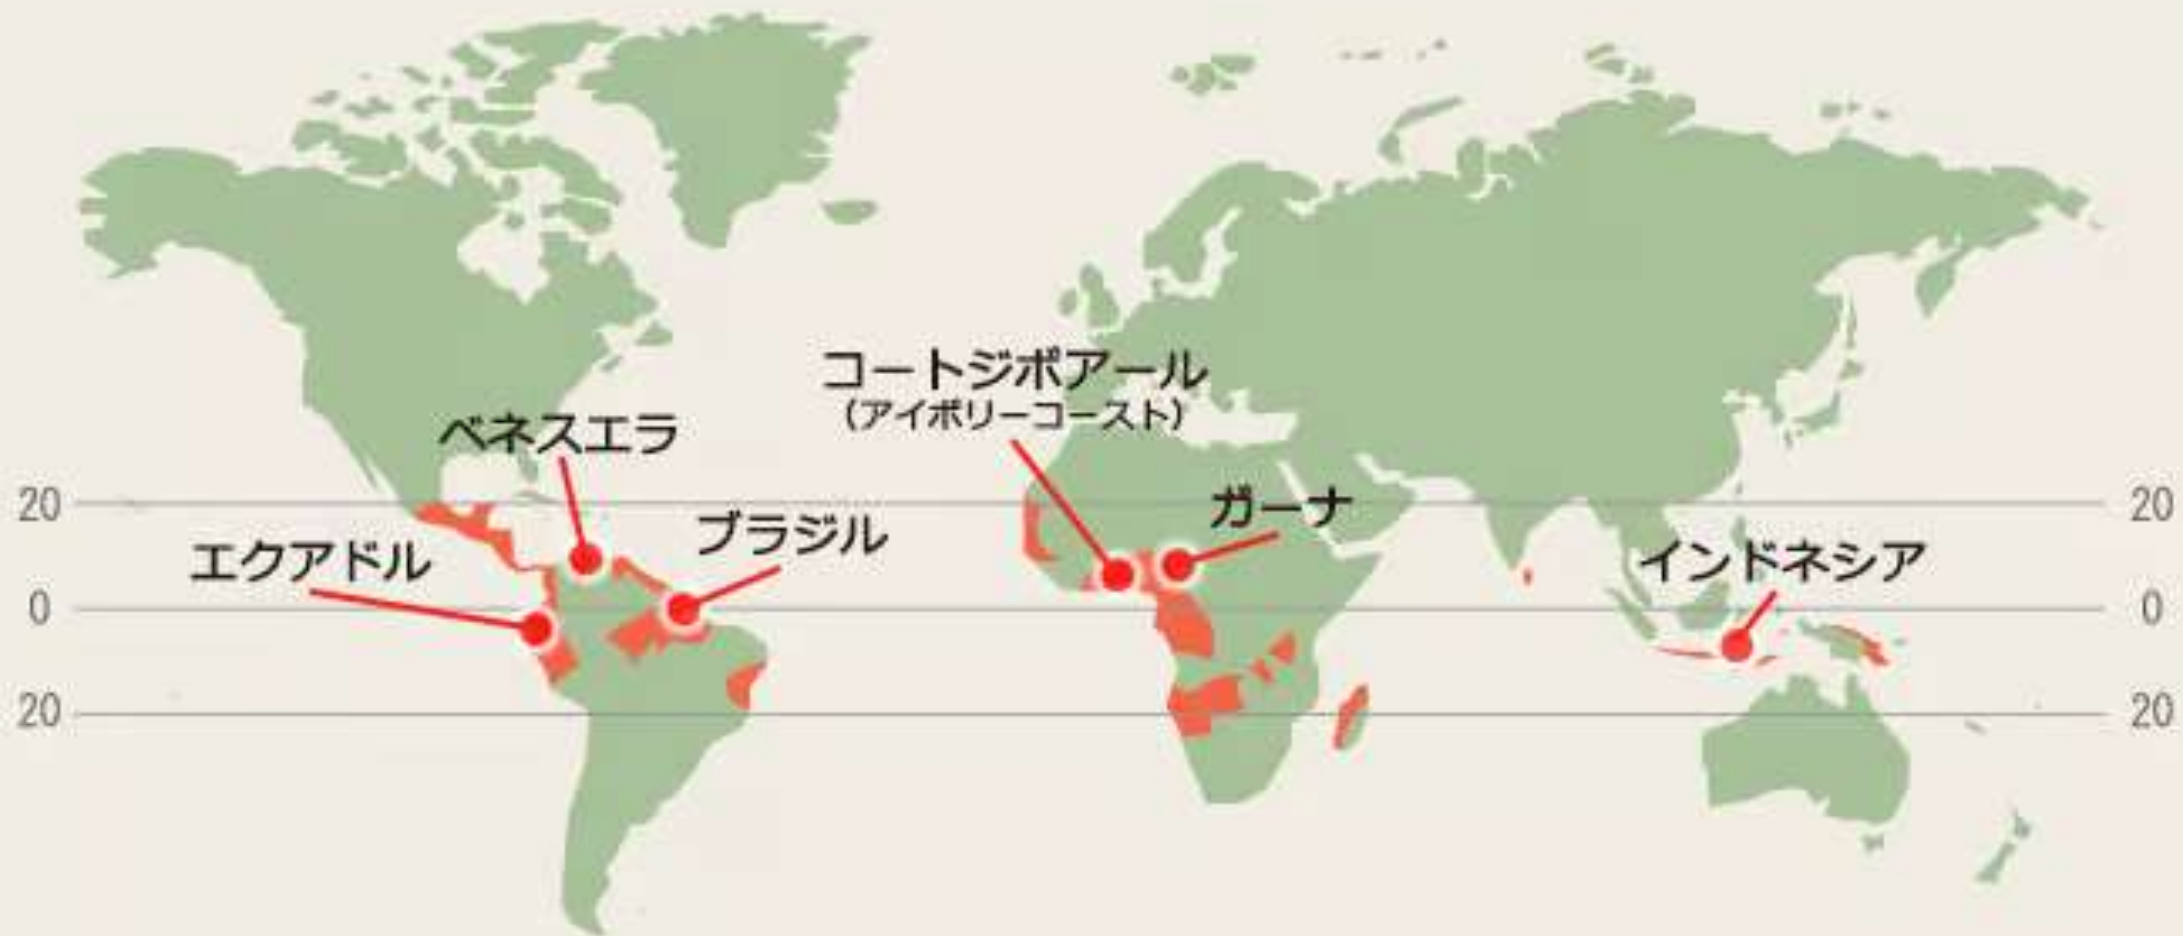 コートジボアール
(アイボリーコースト)
ベネスエラ
20
ガーナ
20
ブラジル
エクアドル
インドネシア
0
0
20
20